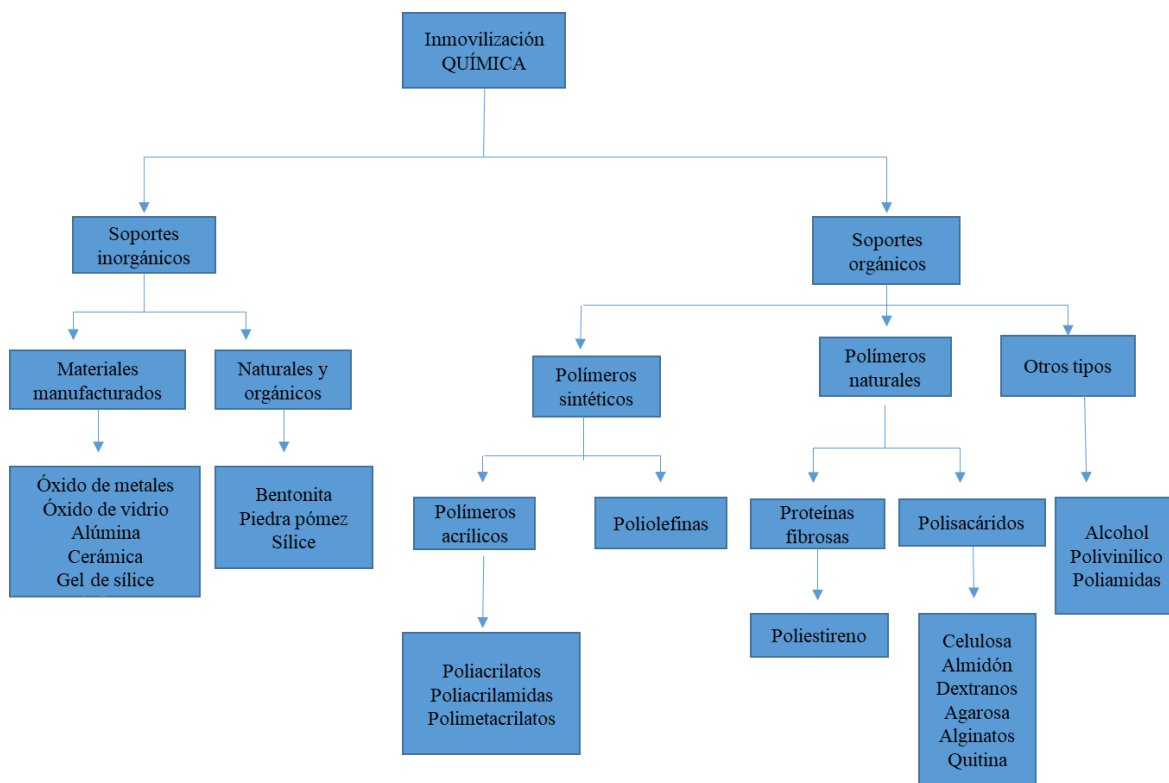 Inmovilización
QUÍMICA
Soportes
inorgánicos
Soportes
orgánicos
Materiales
manufacturados
Naturales y
orgánicos
Polímeros
sintéticos
Polímeros
naturales
Otros tipos
Óxido de metales
Óxido de vidrio
Alúmina
Cerámica
Gel de sílice
Bentonita
Piedra pómez
Sílice
Polímeros
acrílicos
Poliolefinas
Proteínas
fibrosas
Polisacáridos
Alcohol
Polivinilico
Poliamidas
Poliacrilatos
Poliacrilamidas
Polimetacrilatos
Poliestireno
Celulosa
Almidón
Dextranos
Agarosa
Alginatos
Quitina